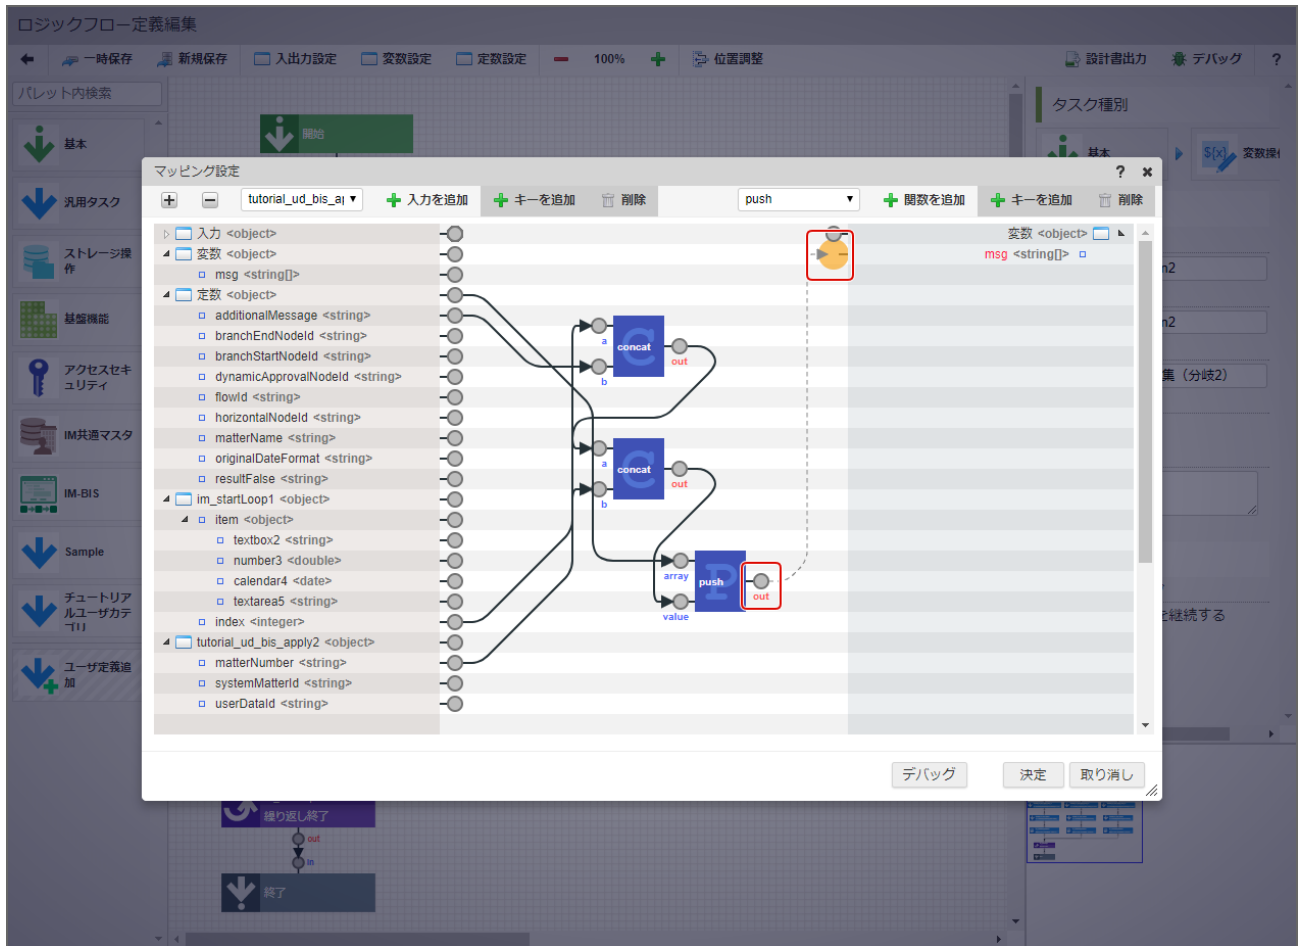 ロジックフロー定義編集
一時保存 新規保存 入出力設定 変数設定 定数設定 100% 位置調整 設計書出力 デバッグ ?
パレット内検索
基本
汎用タスク
ストレージ操
作
基盤機能
アクセスセキ
ュリティ
IM共通マスタ
IM-BIS
Sample
チュートリア
ルユーザカテ
ゴリ
ユーザ定義追
加
開始
タスク種別
基本
${x}
変数操作
マッピング設定 ?
tutorial_ud_bis_a 入力を追加 キーを追加 削除 push 関数を追加 キーを追加 削除
入力 <object>
変数 <object>
msg <string[]>
定数 <object>
additionalMessage <string>
branchEndNodeId <string>
branchStartNodeId <string>
dynamicApprovalNodeId <string>
flowId <string>
horizontalNodeId <string>
matterName <string>
originalDateFormat <string>
resultFalse <string>
im_startLoop1 <object>
item <object>
textbox2 <string>
number3 <double>
calendar4 <date>
textarea5 <string>
index <integer>
tutorial_ud_bis_apply2 <object>
matterNumber <string>
systemMatterId <string>
userDataId <string>
a
b
C
concat
out
a
b
C
concat
out
array
value
P
push
out
変数 <object>
msg <string[]>
n2
n2
集（分岐2）
を継続する
デバッグ 決定 取り消し
繰り返し終了
out
in
終了